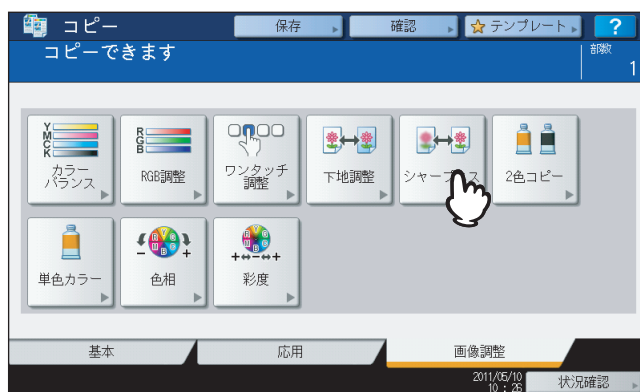 コピー
保存
確認
テンプレート
?
コピーできます
部数
1
Y
M
C
K
カラー
バランス
R
G
B
RGB調整
ワンタッチ
調整
下地調整
シャープネス
2色コピー
単色カラー
色相
彩度
基本
応用
画像調整
2011/05/10
10:26
状況確認